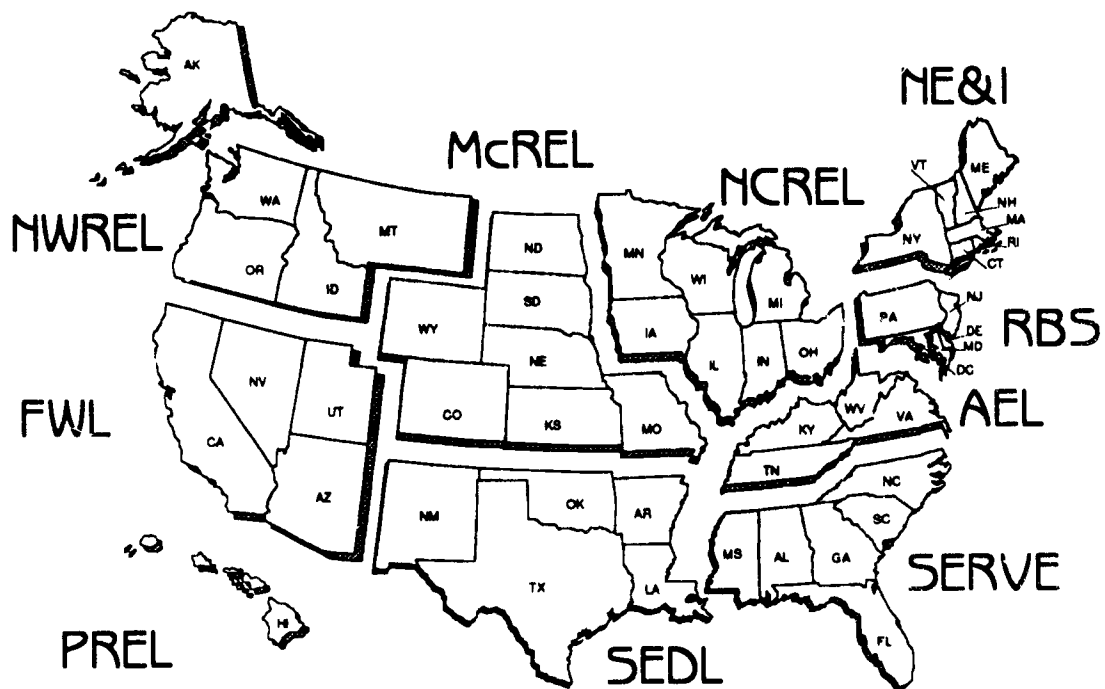 AK
NE&I
McREL
NCREL
VT
ME
NH
MA
RI
CT
NY
NWREL
WA
MT
OR
ID
ND
MN
WI
MI
SD
WY
IA
NE
IL
IN
OH
PA
NJ
DE
MD
DC
RBS
FWL
NV
UT
CA
CO
KS
MO
KY
WV
VA
AEL
AZ
NM
OK
AR
TN
NC
SC
MS
AL
GA
SERVE
TX
LA
FL
HI
PREL
SEDL